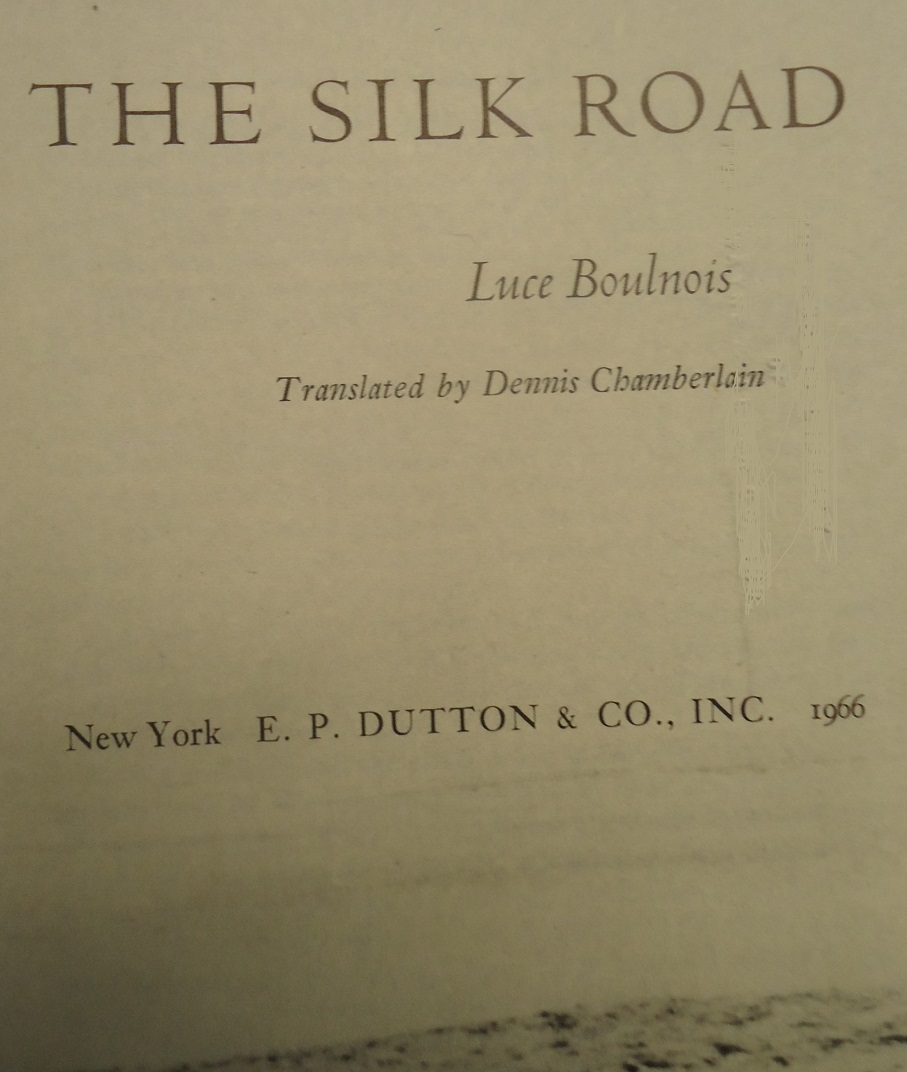 THE SILK ROAD
Luce Boulnois
Translated by Dennis Chamberlain
New York E. P. DUTTON & CO., INC. 1966